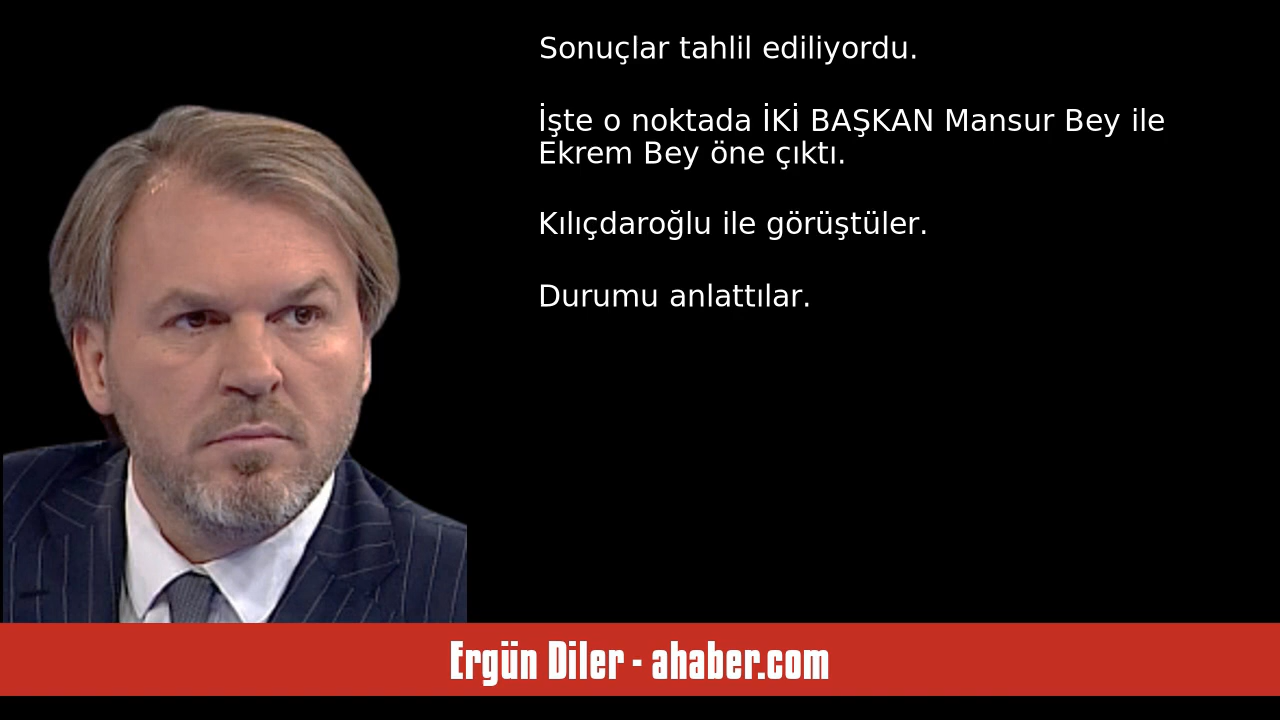 Sonuçlar tahlil ediliyordu.
İşte o noktada İKİ BAŞKAN Mansur Bey ile
Ekrem Bey öne çıktı.
Kılıçdaroğlu ile görüştüler.
Durumu anlattılar.
Ergün Diler - ahaber.com